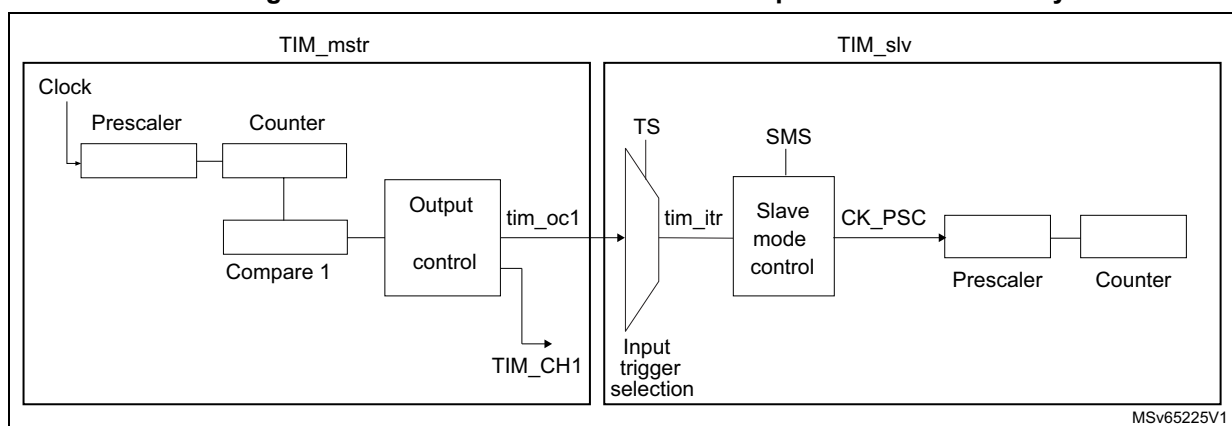 TIM_mstr
TIM_slv
Clock
Prescaler
Counter
Compare 1
Output
control
tim_oc1
TIM_CH1
TS
Input
trigger
selection
tim_itr
SMS
Slave
mode
control
CK_PSC
Prescaler
Counter
MSv65225V1